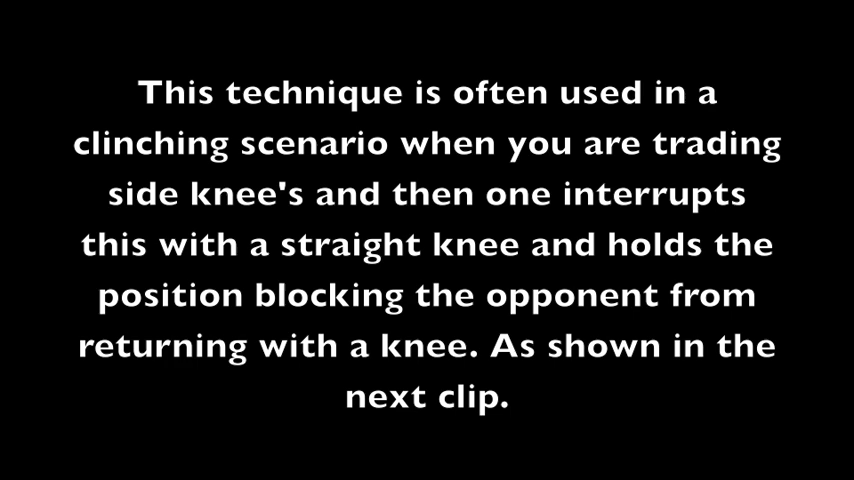 This technique is often used in a
clinching scenario when you are trading
side knee's and then one interrupts
this with a straight knee and holds the
position blocking the opponent from
returning with a knee. As shown in the
next clip.